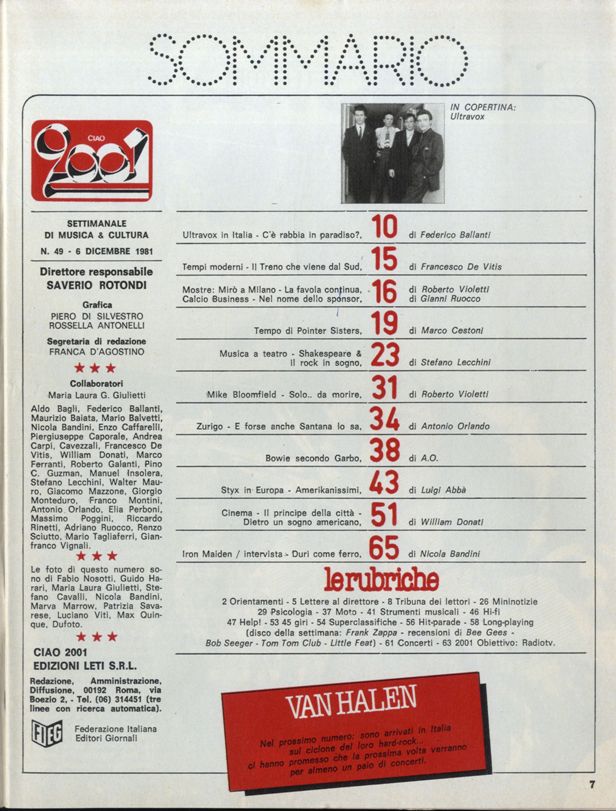 SOMMARIO
IN COPERTINA:
Ultravox
CIAO
2001
SETTIMANALE
DI MUSICA & CULTURA
N. 49 - 6 DICEMBRE 1981
Direttore responsabile
SAVERIO ROTONDI
Grafica
PIERO DI SILVESTRO
ROSSELLA ANTONELLI
Segretaria di redazione
FRANCA D'AGOSTINO
★ ★ ★
Collaboratori
Maria Laura G. Giulietti
Aldo Bagli, Federico Ballanti,
Maurizio Baiata, Mario Balvetti,
Nicola Bandini, Enzo Caffarelli,
Piergiuseppe Caporale, Andrea
Carpi, Cavezzali, Francesco De
Vitis, William Donati, Marco
Ferranti, Roberto Galanti, Pino
C. Guzman, Manuel Insolera,
Stefano Lecchini, Walter Mau-
ro, Giacomo Mazzone, Giorgio
Monteduro, Franco Montini,
Antonio Orlando, Elia Perboni,
Massimo Poggini, Riccardo
Rinetti, Adriano Ruocco, Renzo
Sciutto, Mario Tagliaferri, Gian-
franco Vignali.
★ ★ ★
Le foto di questo numero so-
no di Fabio Nosotti, Guido Ha-
rari, Maria Laura Giulietti, Ste-
fano Cavalli, Nicola Bandini,
Marva Marrow, Patrizia Sava-
rese, Luciano Viti, Max Quin-
que, Dufoto.
★ ★ ★
CIAO 2001
EDIZIONI LETI S.R.L.
Redazione, Amministrazione,
Diffusione, 00192 Roma, via
Boezio 2, - Tel. (06) 314451 (tre
linee con ricerca automatica).
FIEG
Federazione Italiana
Editori Giornali
Ultravox in Italia - C'è rabbia in paradiso?, 10 di Federico Ballanti
Tempi moderni - Il Treno che viene dal Sud, 15 di Francesco De Vitis
Mostre: Mirò a Milano - La favola continua, 16 di Roberto Violetti
Calcio Business - Nel nome dello sponsor, di Gianni Ruocco
Tempo di Pointer Sisters, 19 di Marco Cestoni
Musica a teatro - Shakespeare &
il rock in sogno, 23 di Stefano Lecchini
Mike Bloomfield - Solo.. da morire, 31 di Roberto Violetti
Zurigo - E forse anche Santana lo sa, 34 di Antonio Orlando
Bowie secondo Garbo, 38 di A.O.
Styx in Europa - Amerikanissimi, 43 di Luigi Abbà
Cinema - Il principe della città -
Dietro un sogno americano, 51 di William Donati
Iron Maiden / intervista - Duri come ferro, 65 di Nicola Bandini
le rubriche
2 Orientamenti - 5 Lettere al direttore - 8 Tribuna dei lettori - 26 Mininotizie
29 Psicologia - 37 Moto - 41 Strumenti musicali - 46 Hi-fi
47 Help! - 53 45 giri - 54 Superclassifiche - 56 Hit-parade - 58 Long-playing
(disco della settimana: Frank Zappa - recensioni di Bee Gees -
Bob Seeger - Tom Tom Club - Little Feat) - 61 Concerti - 63 2001 Obiettivo: Radiotv.
VAN HALEN
Nel prossimo numero: sono arrivati in Italia
sul ciclone del loro hard-rock...
ci hanno promesso che la prossima volta verranno
per almeno un paio di concerti.
7